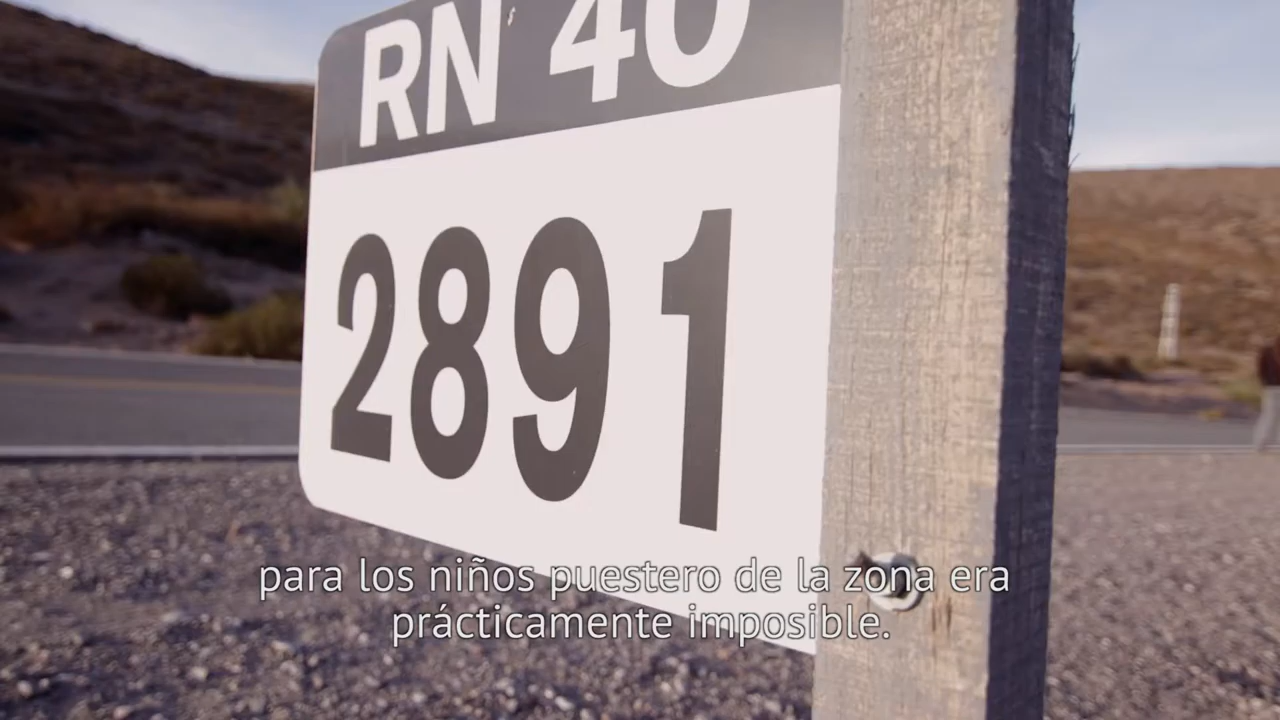 RN 40
2891
para los niños puestero de la zona era
prácticamente imposible.